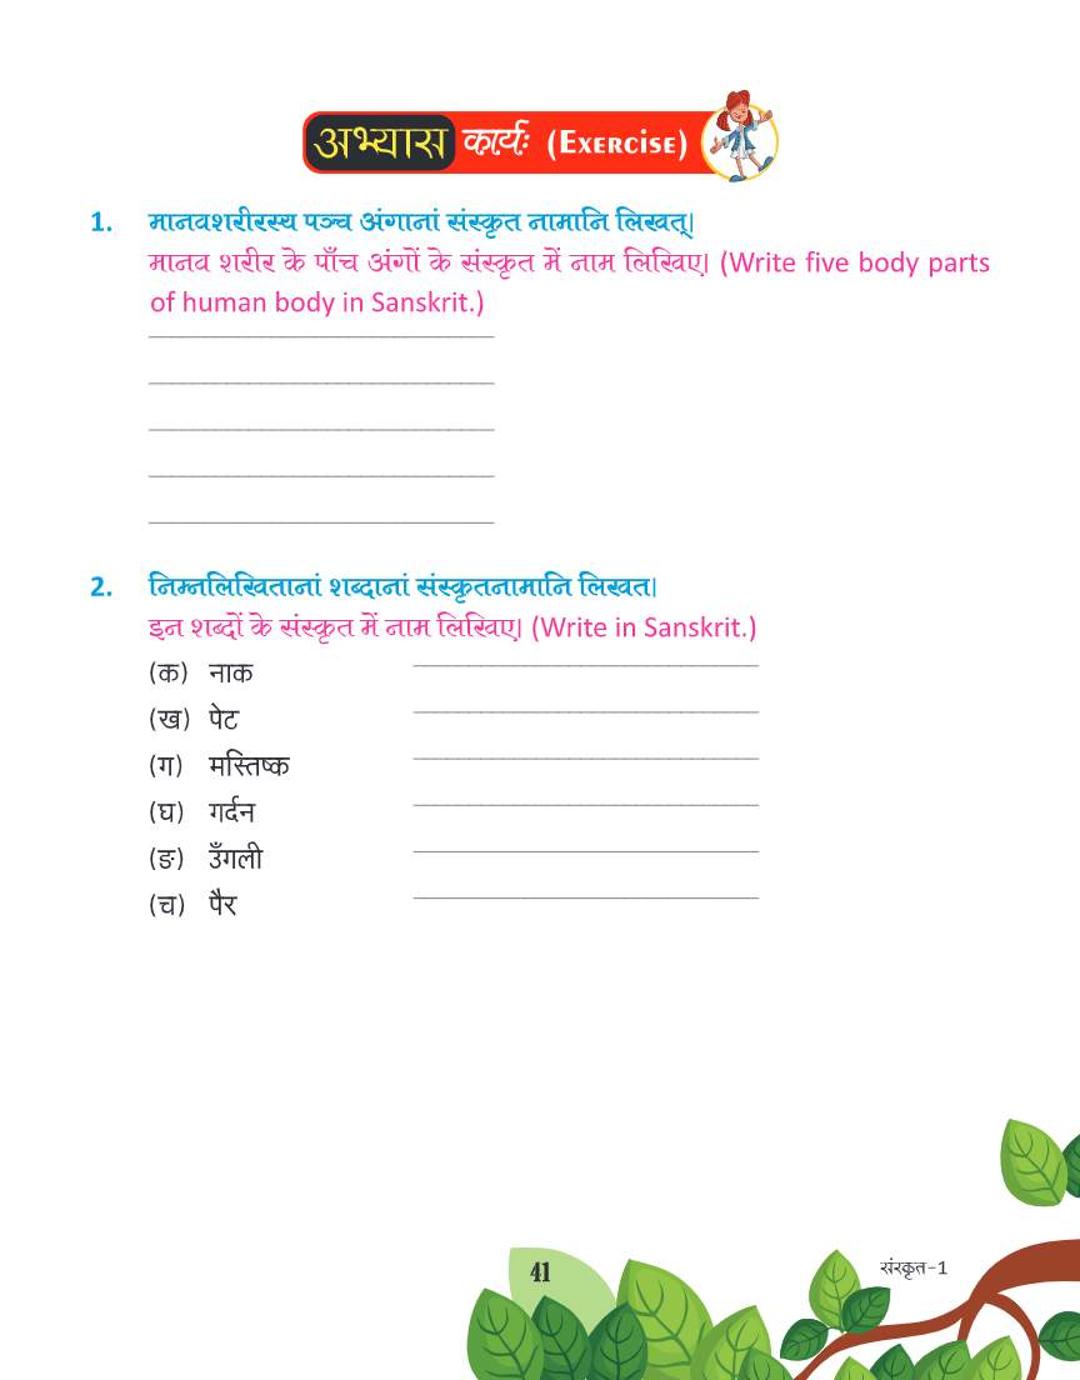 अभ्यास कार्यः (EXERCISE)
1. मानवशरीरस्य पञ्च अंगानां संस्कृत नामानि लिखत्।
मानव शरीर के पाँच अंगों के संस्कृत में नाम लिखिए। (Write five body parts
of human body in Sanskrit.)
2. निम्नलिखितानां शब्दानां संस्कृतनामानि लिखत।
इन शब्दों के संस्कृत में नाम लिखिए। (Write in Sanskrit.)
(क) नाक
(ख) पेट
(ग) मस्तिष्क
(घ) गर्दन
(ङ) उँगली
(च) पैर
41
संस्कृत-1